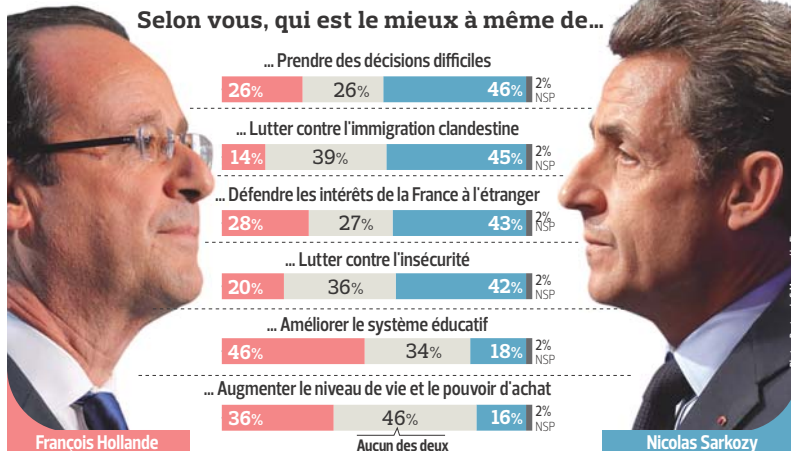 Selon vous, qui est le mieux à même de...
... Prendre des décisions difficiles
26% 26% 46% 2%
NSP
... Lutter contre l'immigration clandestine
14% 39% 45% 2%
NSP
... Défendre les intérêts de la France à l'étranger
28% 27% 43% 2%
NSP
... Lutter contre l'insécurité
20% 36% 42% 2%
NSP
... Améliorer le système éducatif
46% 34% 18% 2%
NSP
... Augmenter le niveau de vie et le pouvoir d'achat
36% 46% 16% 2%
NSP
François Hollande Aucun des deux Nicolas Sarkozy